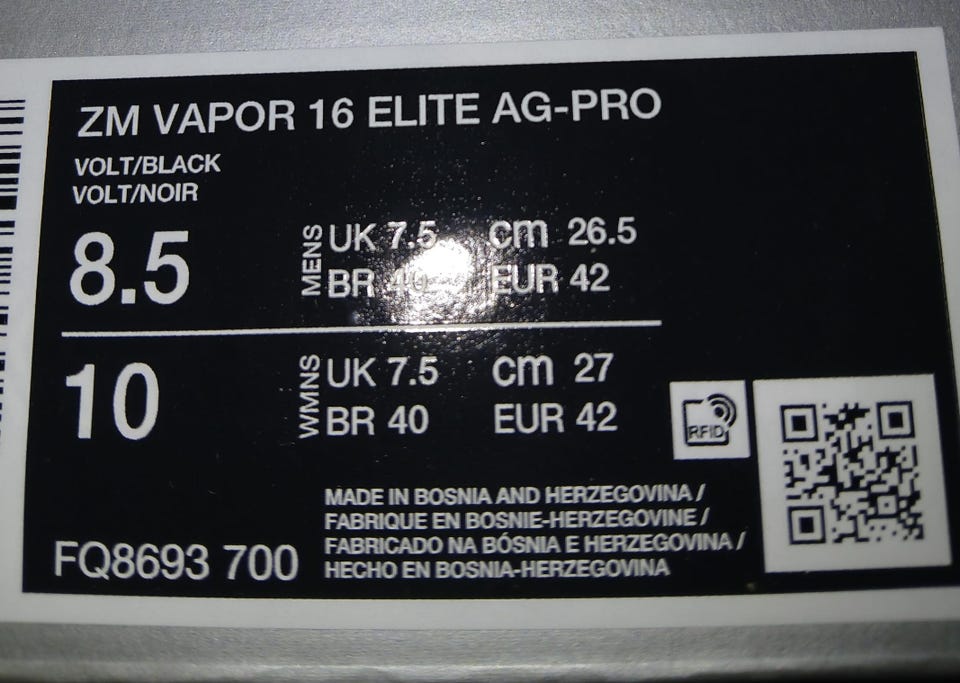 ZM VAPOR 16 ELITE AG-PRO
VOLT/BLACK
VOLT/NOIR
8.5 MENS UK 7.5 cm 26.5
BR 40 EUR 42
10 WMNS UK 7.5 cm 27
BR 40 EUR 42
RFID
MADE IN BOSNIA AND HERZEGOVINA /
FABRIQUE EN BOSNIE-HERZEGOVINE /
FABRICADO NA BÓSNIA E HERZEGOVINA /
HECHO EN BOSNIA-HERZEGOVINA
FQ8693 700